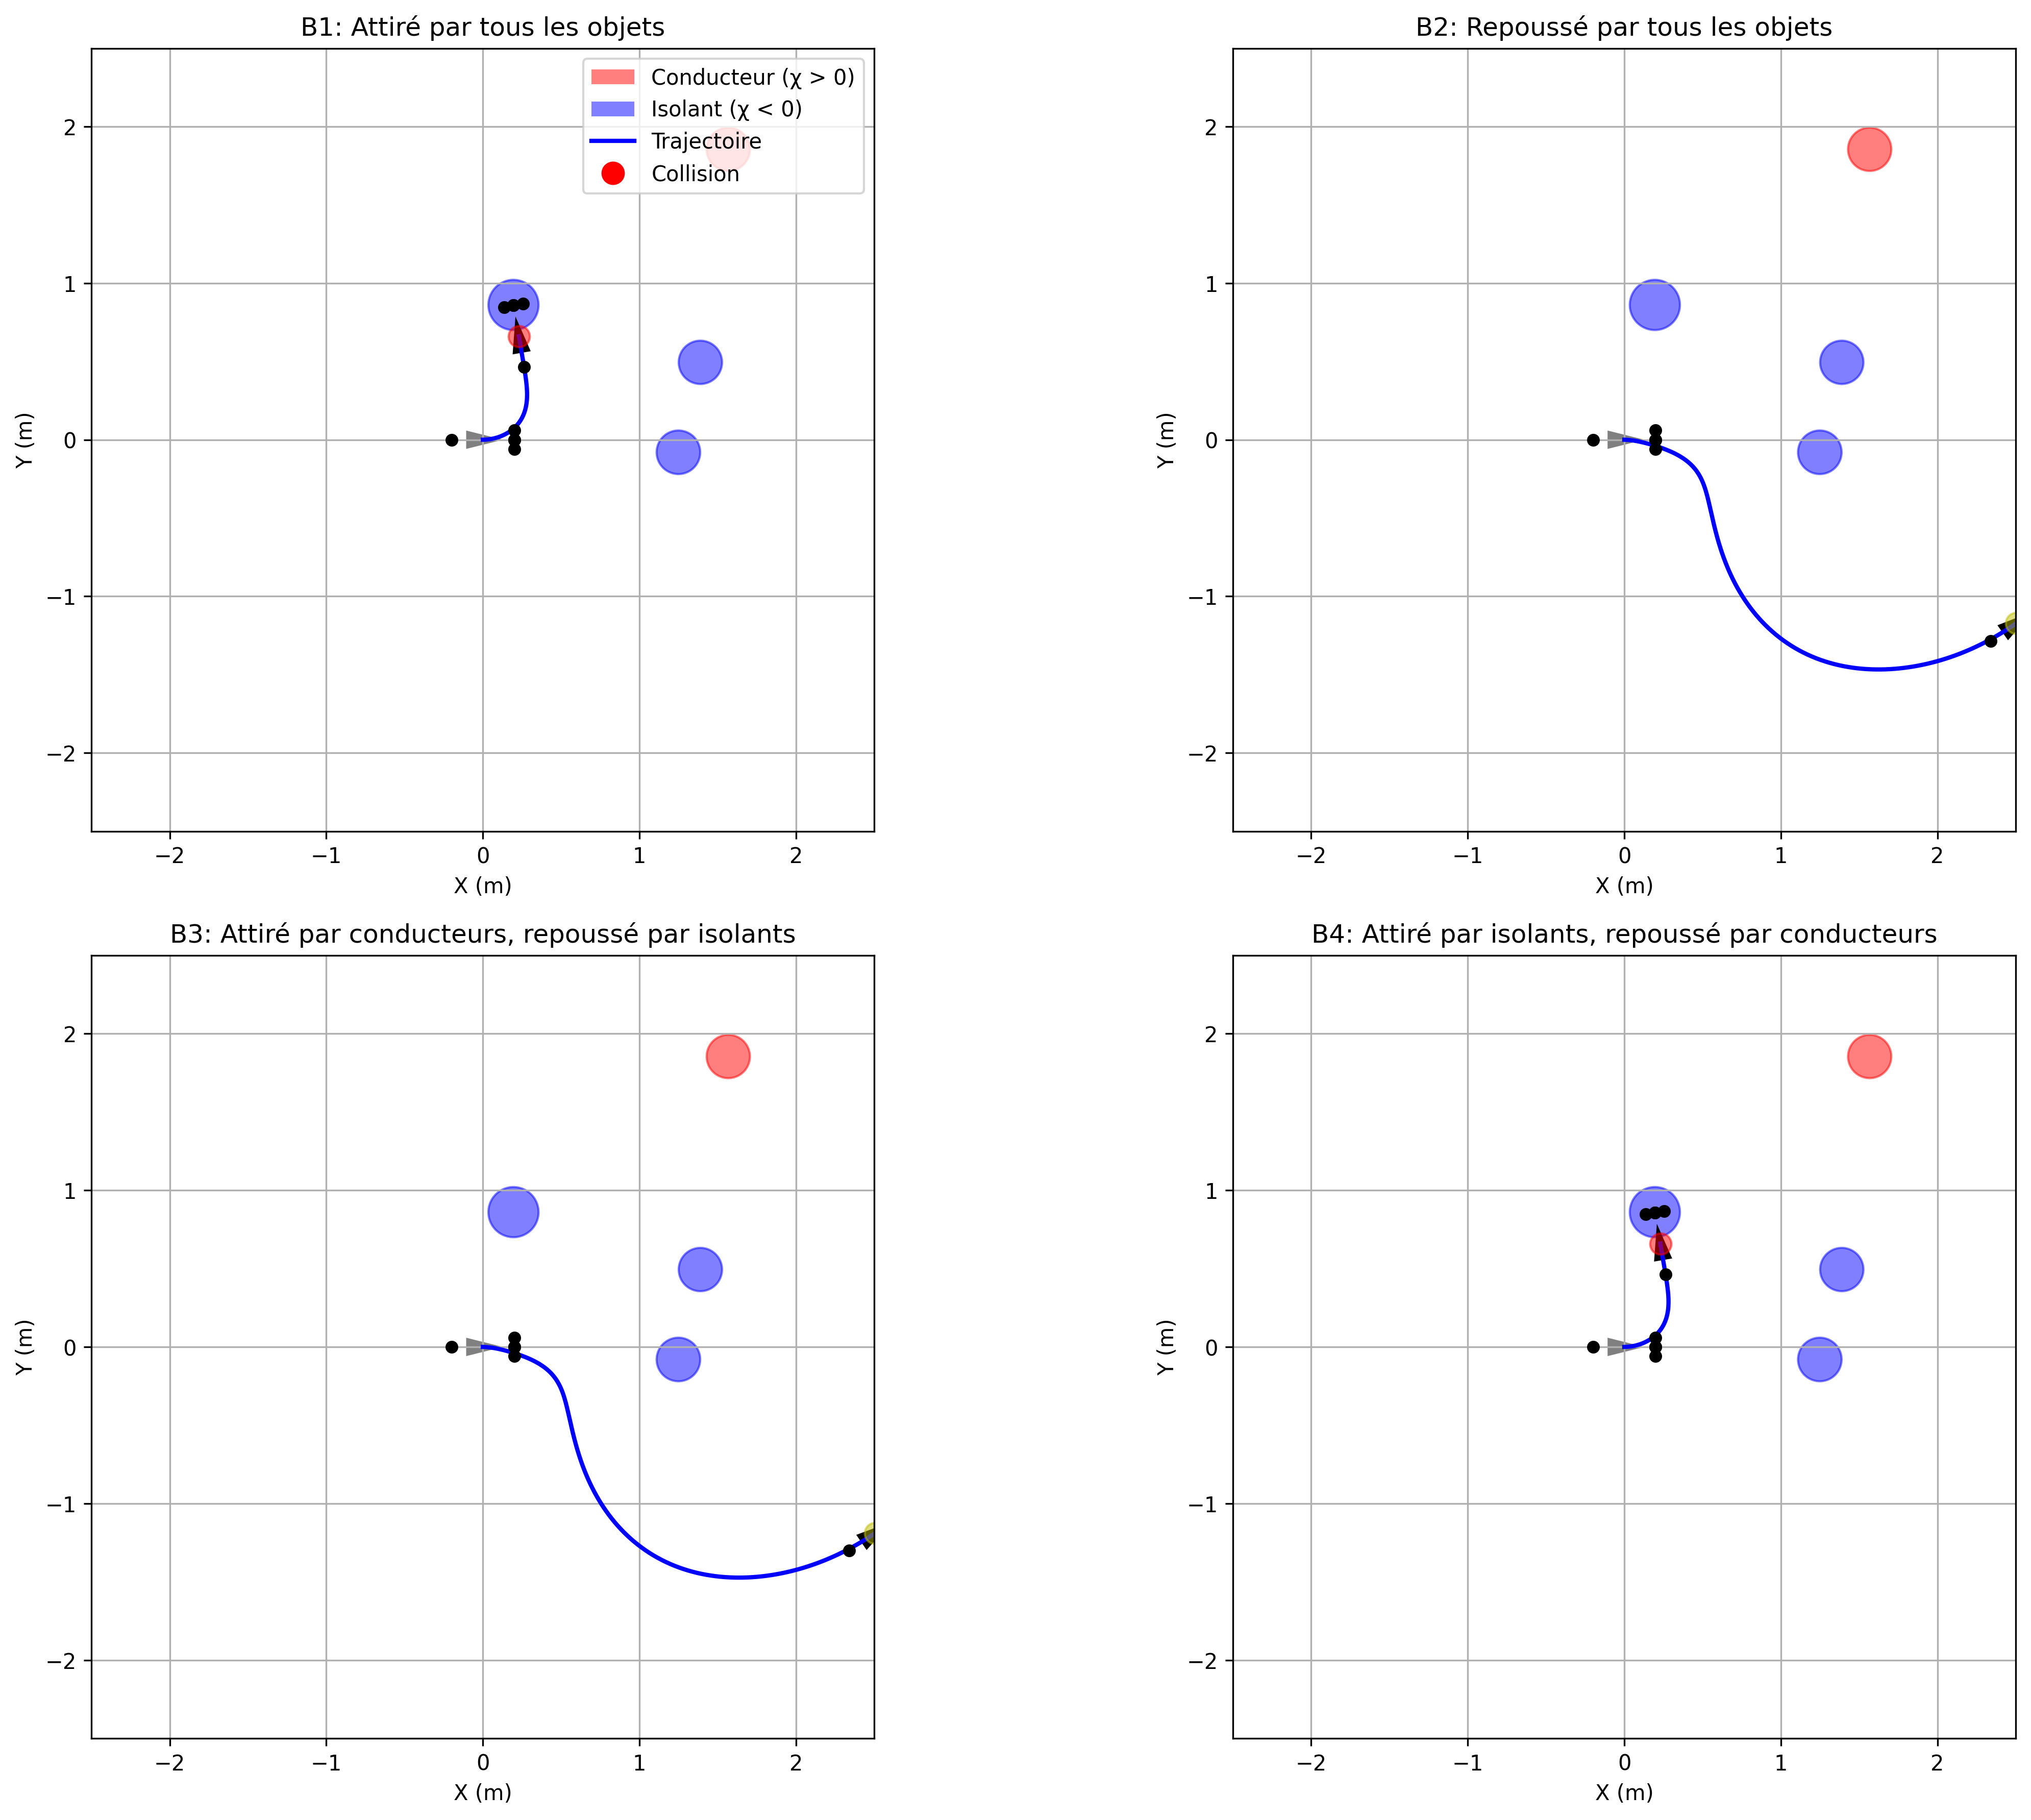 B1: Attiré par tous les objets
Conducteur (χ > 0)
Isolant (χ < 0)
Trajectoire
Collision
2
1
0
−1
−2
Y (m)
−2
−1
0
1
2
X (m)
B2: Repoussé par tous les objets
2
1
0
−1
−2
Y (m)
−2
−1
0
1
2
X (m)
B3: Attiré par conducteurs, repoussé par isolants
2
1
0
−1
−2
Y (m)
−2
−1
0
1
2
X (m)
B4: Attiré par isolants, repoussé par conducteurs
2
1
0
−1
−2
Y (m)
−2
−1
0
1
2
X (m)